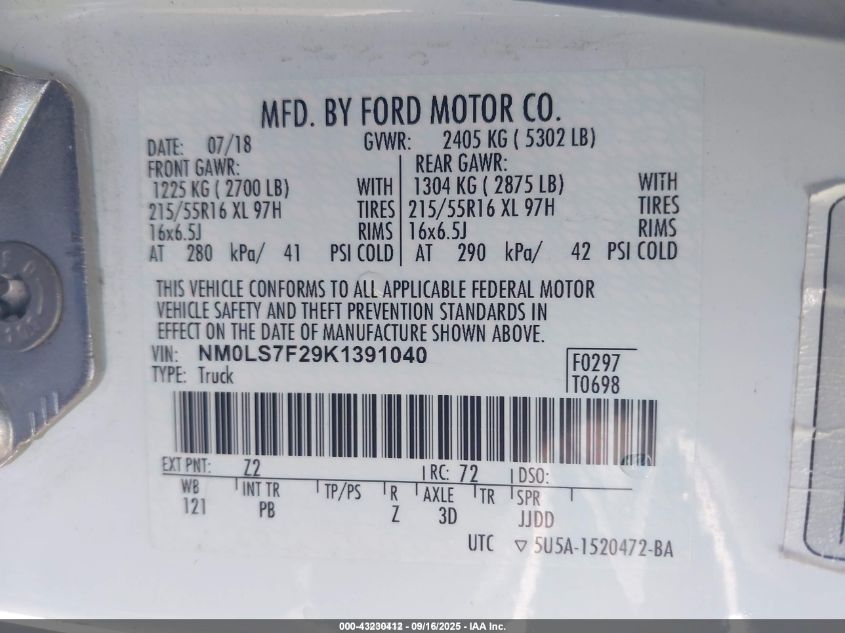 MFD. BY FORD MOTOR CO.
DATE: 07/18 GVWR: 2405 KG ( 5302 LB)
FRONT GAWR: REAR GAWR:
1225 KG ( 2700 LB) WITH 1304 KG ( 2875 LB) WITH
215/55R16 XL 97H TIRES 215/55R16 XL 97H TIRES
16x6.5J RIMS 16x6.5J RIMS
AT 280 kPa/ 41 PSI COLD AT 290 kPa/ 42 PSI COLD
THIS VEHICLE CONFORMS TO ALL APPLICABLE FEDERAL MOTOR
VEHICLE SAFETY AND THEFT PREVENTION STANDARDS IN
EFFECT ON THE DATE OF MANUFACTURE SHOWN ABOVE.
VIN: NM0LS7F29K1391040 F0297
TYPE: Truck T0698
EXT PNT: Z2 RC: 72 DSO:
WB INT TR TP/PS R AXLE TR SPR
121 PB Z 3D JJDD
UTC ▽ 5U5A-1520472-BA
000-43230412 - 09/16/2025 - IAA Inc.